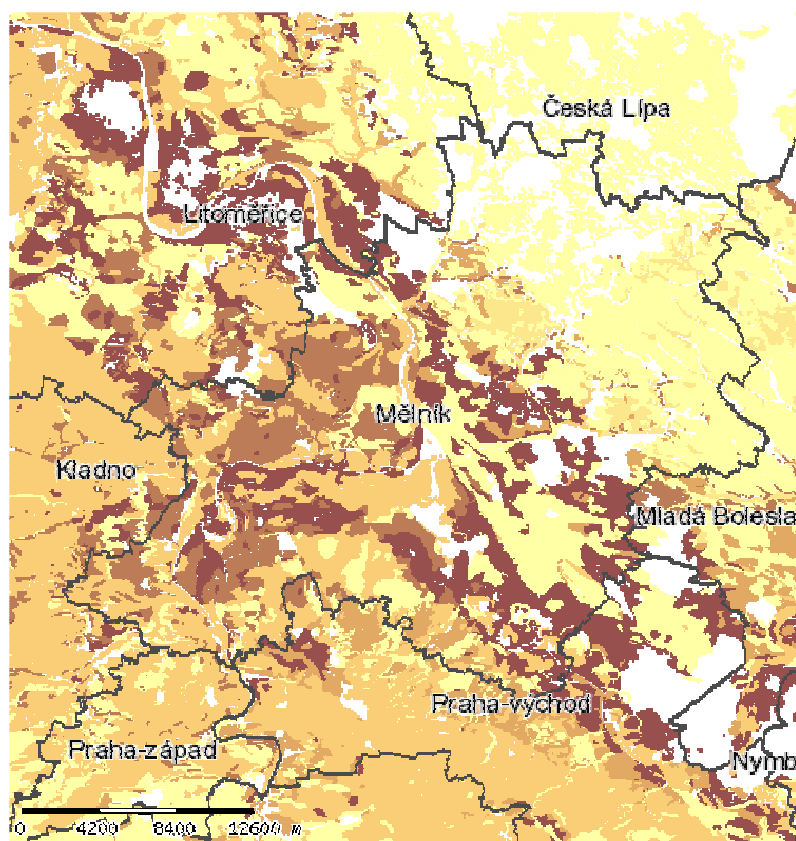 Česká Lípa
Litoměřice
Mělník
Kladno
Mladá Bolesla
Praha-východ
Praha-západ
Nymb
0 4200 8400 12600 m